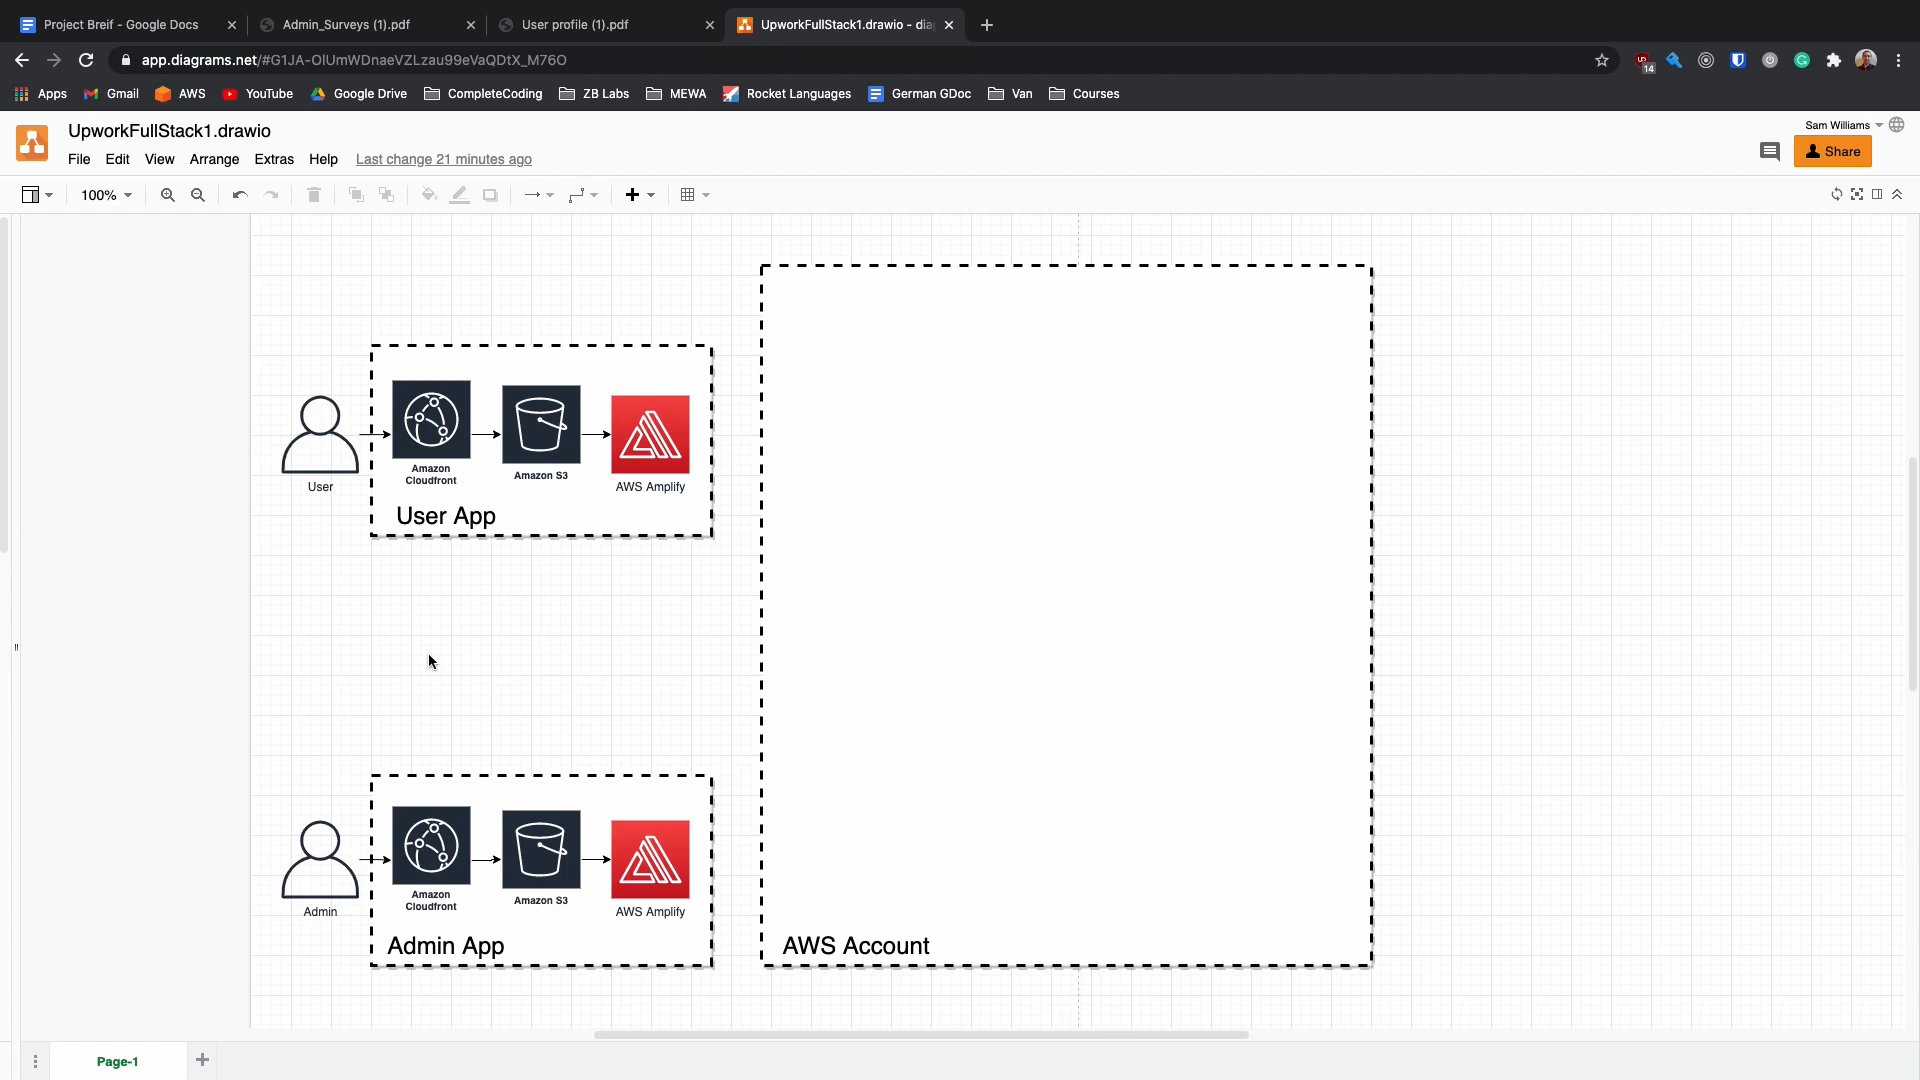 Project Breif - Google Docs
Admin_Surveys (1).pdf
User profile (1).pdf
UpworkFullStack1.drawio - dia
app.diagrams.net/#G1JA-OlUmWDnaeVZLzau99eVaQDtX_M76O
14
Apps
Gmail
AWS
YouTube
Google Drive
CompleteCoding
ZB Labs
MEWA
Rocket Languages
German GDoc
Van
Courses
UpworkFullStack1.drawio
Sam Williams
File
Edit
View
Arrange
Extras
Help
Last change 21 minutes ago
Share
100%
User
Amazon
Cloudfront
Amazon S3
AWS Amplify
User App
Admin
Amazon
Cloudfront
Amazon S3
AWS Amplify
Admin App
AWS Account
Page-1